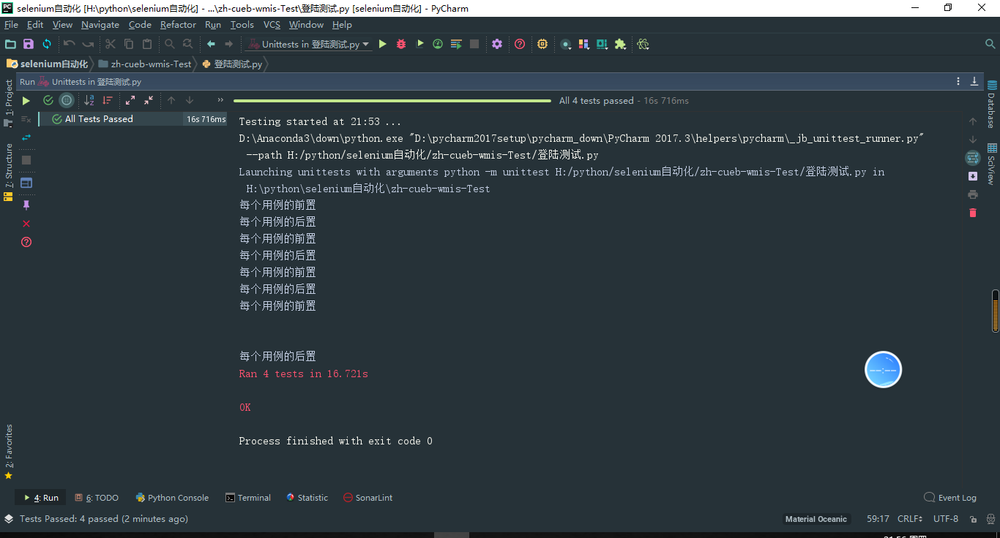 selenium自动化 [H:\python\selenium自动化] - ...\zh-cueb-wmis-Test\登陆测试.py [selenium自动化] - PyCharm
File Edit View Navigate Code Refactor Run Tools VCS Window Help
Unittests in 登陆测试.py
selenium自动化 zh-cueb-wmis-Test 登陆测试.py
Run Unittests in 登陆测试.py
All 4 tests passed - 16s 716ms
All Tests Passed 16s 716ms
Testing started at 21:53 ...
D:\Anaconda3\down\python.exe "D:\pycharm2017setup\pycharm_down\PyCharm 2017.3\helpers\pycharm\_jb_unittest_runner.py"
--path H:/python/selenium自动化/zh-cueb-wmis-Test/登陆测试.py
Launching unittests with arguments python -m unittest H:/python/selenium自动化/zh-cueb-wmis-Test/登陆测试.py in
H:\python\selenium自动化\zh-cueb-wmis-Test
每个用例的前置
每个用例的后置
每个用例的前置
每个用例的后置
每个用例的前置
每个用例的后置
每个用例的前置
每个用例的后置
Ran 4 tests in 16.721s
OK
Process finished with exit code 0
1: Project
7: Structure
2: Favorites
Database
SciView
4: Run 6: TODO Python Console Terminal Statistic SonarLint Event Log
Tests Passed: 4 passed (2 minutes ago) Material Oceanic 59:17 CRLF UTF-8